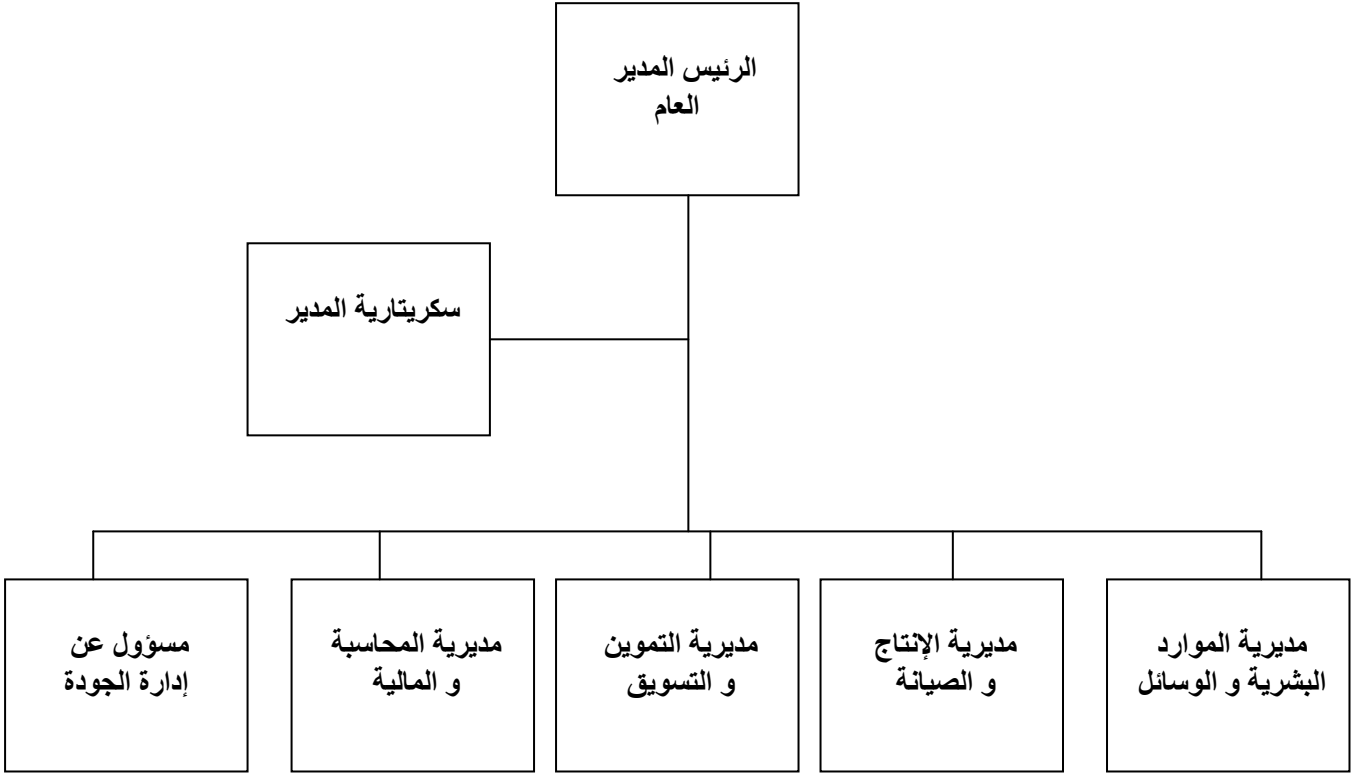 الرئيس المدير
العام
سكريتارية المدير
مديرية الموارد
البشرية و الوسائل
مديرية الإنتاج
و الصيانة
مديرية التموين
و التسويق
مديرية المحاسبة
و المالية
مسؤول عن
إدارة الجودة